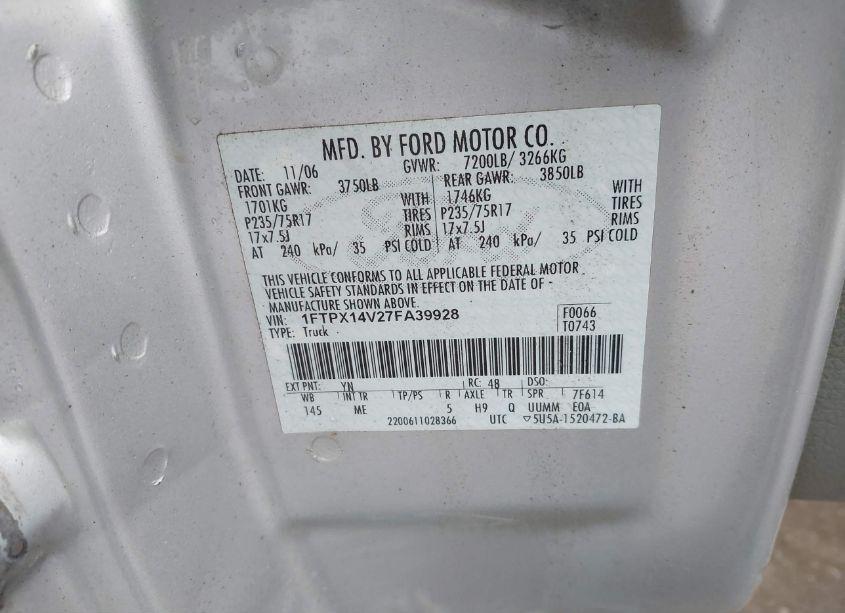 MFD. BY FORD MOTOR CO.
DATE: 11/06 GVWR: 7200LB/ 3266KG
FRONT GAWR: 3750LB REAR GAWR: 3850LB
1701KG WITH 1746KG WITH
P235/75R17 TIRES P235/75R17 TIRES
17x7.5J RIMS 17x7.5J RIMS
AT 240 kPa/ 35 PSI COLD AT 240 kPa/ 35 PSI COLD
THIS VEHICLE CONFORMS TO ALL APPLICABLE FEDERAL MOTOR
VEHICLE SAFETY STANDARDS IN EFFECT ON THE DATE OF -
MANUFACTURE SHOWN ABOVE.
VIN: 1FTPX14V27FA39928 F0066
TYPE: Truck T0743
EXT PNT: YN RC: 48 DSO:
WB INT TR TP/PS R AXLE TR SPR 7F614
145 ME 5 H9 Q UUMM EOA
2200611028366 UTC ▽5U5A-1520472-BA